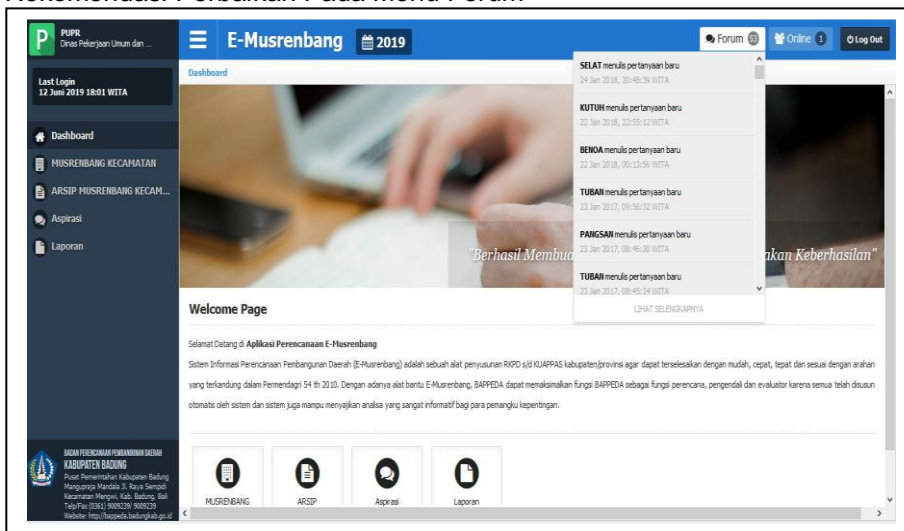 Rekomendasi Perbaikan Pada Menu Forum
PUPR
Dinas Pekerjaan Umum dan ...
E-Musrenbang
2019
Forum 53
Online 1
Log Out
Last Login
12 Juni 2019 18:01 WITA
Dashboard
MUSRENBANG KECAMATAN
ARSIP MUSRENBANG KECAM...
Aspirasi
Laporan
Dashboard
SELAT menulis pertanyaan baru
24 Jan 2018, 20:48:39 WITA
KUTUH menulis pertanyaan baru
22 Jan 2018, 22:55:12 WITA
BENOA menulis pertanyaan baru
22 Jan 2018, 00:13:56 WITA
TUBAN menulis pertanyaan baru
23 Jan 2017, 09:56:32 WITA
PANGSAN menulis pertanyaan baru
23 Jan 2017, 08:46:30 WITA
TUBAN menulis pertanyaan baru
23 Jan 2017, 08:45:34 WITA
LIHAT SELENGKAPNYA
"Berhasil Membua
akan Keberhasilan"
Welcome Page
Selamat Datang di Aplikasi Perencanaan E-Musrenbang
Sistem Informasi Perencanaan Pembangunan Daerah (E-Musrenbang) adalah sebuah alat penyusunan RKPD s/d KUAPPAS kabupaten/provinsi agar dapat terselesaikan dengan mudah, cepat, tepat dan sesuai dengan arahan
yang terkandung dalam Permendagri 54 th 2010. Dengan adanya alat bantu E-Musrenbang, BAPPEDA dapat memaksimalkan fungsi BAPPEDA sebagai fungsi perencana, pengendali dan evaluator karena semua telah disusun
otomatis oleh sistem dan sistem juga mampu menyajikan analisa yang sangat informatif bagi para pemangku kepentingan.
MUSRENBANG
ARSIP
Aspirasi
Laporan
BADAN PERENCANAAN PEMBANGUNAN DAERAH
KABUPATEN BADUNG
Pusat Pemerintahan Kabupaten Badung
Mangupraja Mandala Jl. Raya Sempidi
Kecamatan Mengwi, Kab. Badung, Bali
Telp/Fax (0361) 9009239/ 9009239
Website: http://bappeda.badungkab.go.id